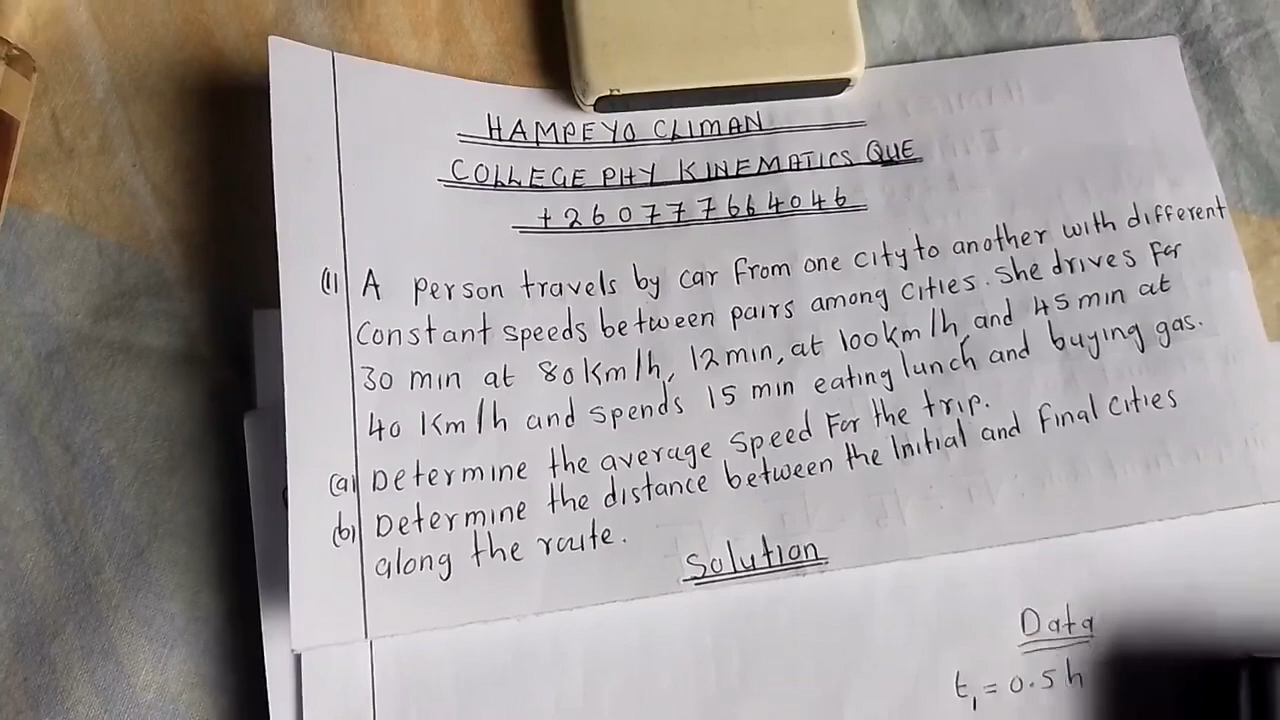 HAMPEYO CLIMAN
COLLEGE PHY KINEMATICS QUE
+260777664046
(1) A person travels by car from one city to another with different
constant speeds between pairs among cities. She drives for
30 min at 80 km/h, 12 min, at 100 km/h, and 45 min at
40 km/h and spends 15 min eating lunch and buying gas.
(a) Determine the average speed for the trip.
(b) Determine the distance between the initial and final cities
along the route.
Solution
Data
t₁ = 0.5h